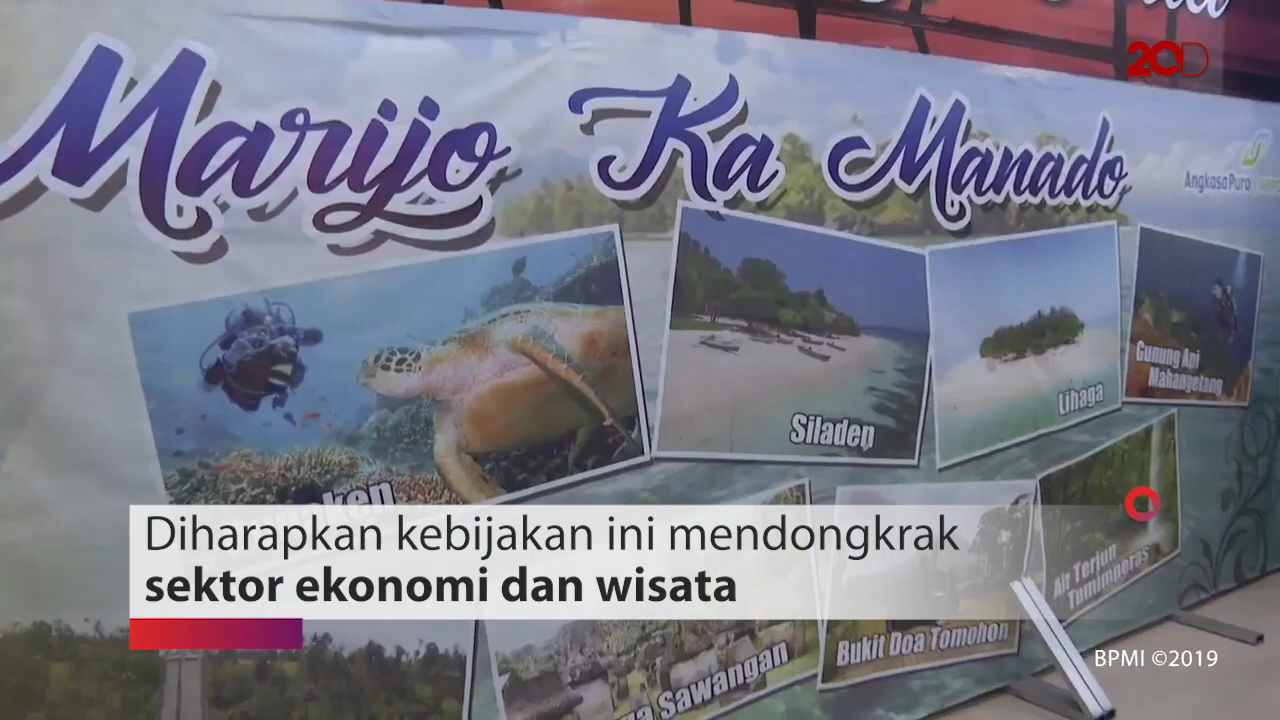 20D
Marijo Ka Manado
Angkasa Pura
Siladen
Lihaga
Gunung Api
Mahangetang
Diharapkan kebijakan ini mendongkrak
sektor ekonomi dan wisata
Air Terjun
Tumimperas
Bukit Doa Tomohon
Sawangan
BPMI ©2019